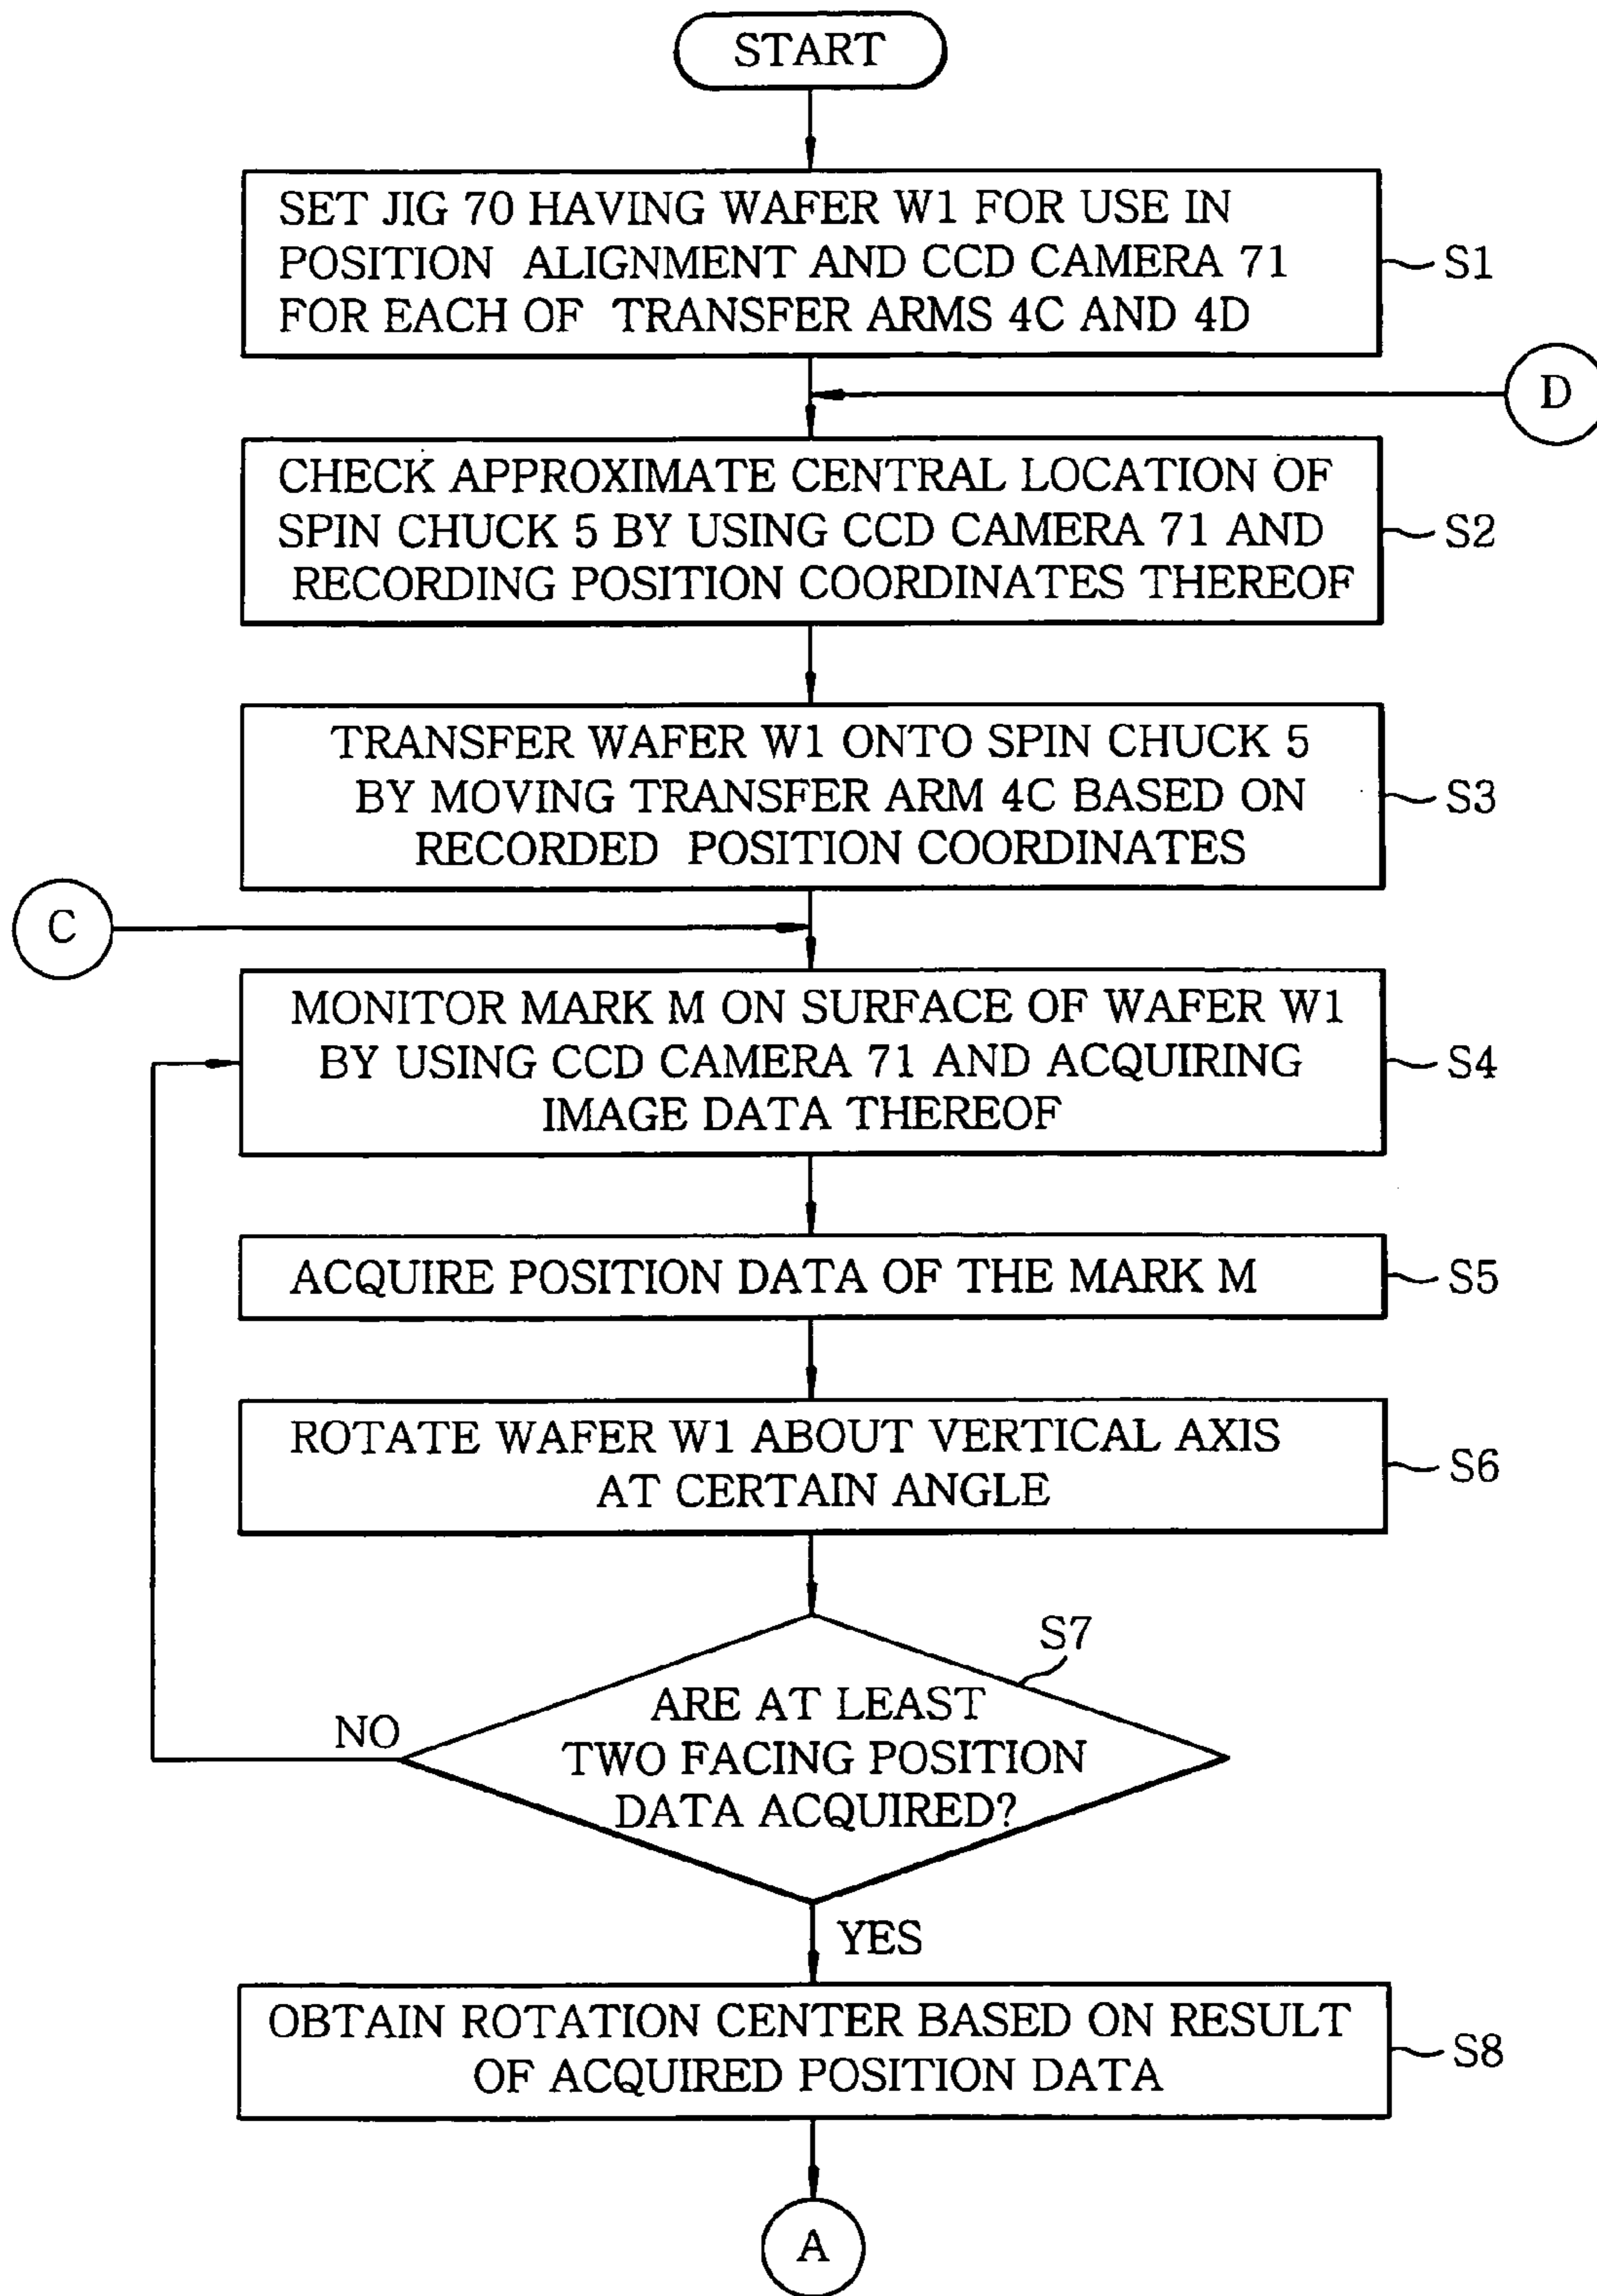 START
SET JIG 70 HAVING WAFER W1 FOR USE IN
POSITION ALIGNMENT AND CCD CAMERA 71
FOR EACH OF TRANSFER ARMS 4C AND 4D
S1
D
CHECK APPROXIMATE CENTRAL LOCATION OF
SPIN CHUCK 5 BY USING CCD CAMERA 71 AND
RECORDING POSITION COORDINATES THEREOF
S2
TRANSFER WAFER W1 ONTO SPIN CHUCK 5
BY MOVING TRANSFER ARM 4C BASED ON
RECORDED POSITION COORDINATES
S3
C
MONITOR MARK M ON SURFACE OF WAFER W1
BY USING CCD CAMERA 71 AND ACQUIRING
IMAGE DATA THEREOF
S4
ACQUIRE POSITION DATA OF THE MARK M
S5
ROTATE WAFER W1 ABOUT VERTICAL AXIS
AT CERTAIN ANGLE
S6
S7
ARE AT LEAST
TWO FACING POSITION
DATA ACQUIRED?
NO
YES
OBTAIN ROTATION CENTER BASED ON RESULT
OF ACQUIRED POSITION DATA
S8
A